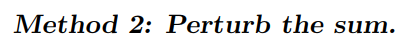 Method 2: Perturb the sum.